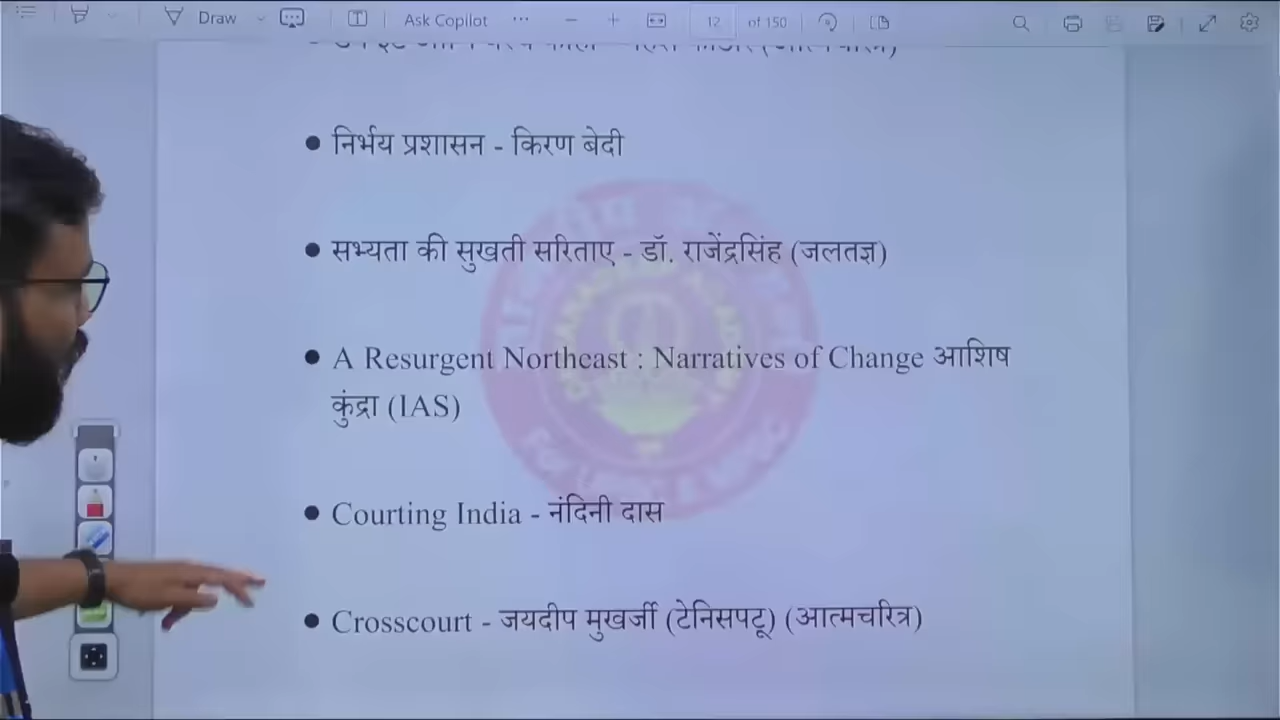 Draw
Ask Copilot
12 of 150
• निर्भय प्रशासन - किरण बेदी
• सभ्यता की सुखती सरिताए - डॉ. राजेंद्रसिंह (जलतज्ञ)
• A Resurgent Northeast : Narratives of Change आशिष
कुंद्रा (IAS)
• Courting India - नंदिनी दास
• Crosscourt - जयदीप मुखर्जी (टेनिसपटू) (आत्मचरित्र)